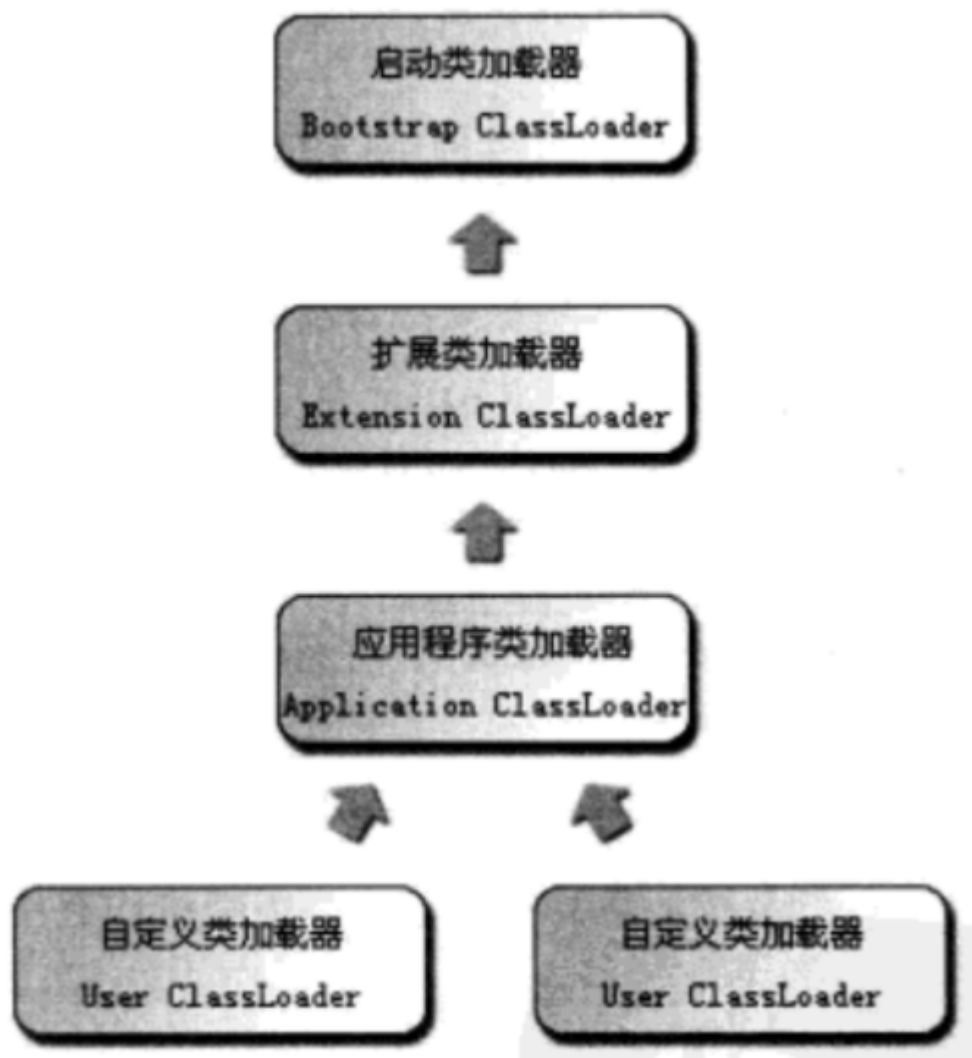 启动类加载器
Bootstrap ClassLoader
扩展类加载器
Extension ClassLoader
应用程序类加载器
Application ClassLoader
自定义类加载器
User ClassLoader
自定义类加载器
User ClassLoader